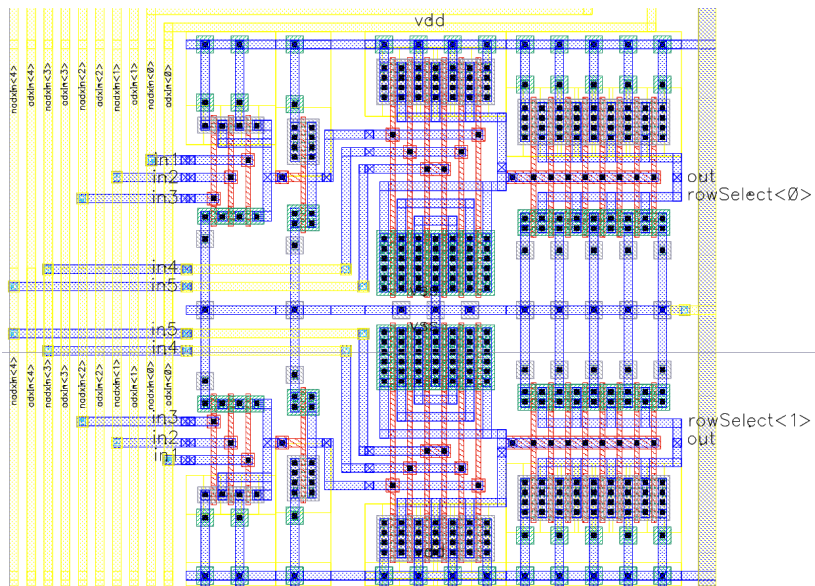 vdd
nadxin<4>
adxin<4>
nadxin<3>
adxin<3>
nadxin<2>
adxin<2>
nadxin<1>
adxin<1>
nadxin<0>
adxin<0>
in1
in2
out
in3
rowSelect<0>
in4
in5
in5
in4
nadxin<4>
adxin<4>
nadxin<3>
adxin<3>
nadxin<2>
adxin<2>
nadxin<1>
adxin<1>
nadxin<0>
adxin<0>
in3
rowSelect<1>
in2
out
in1